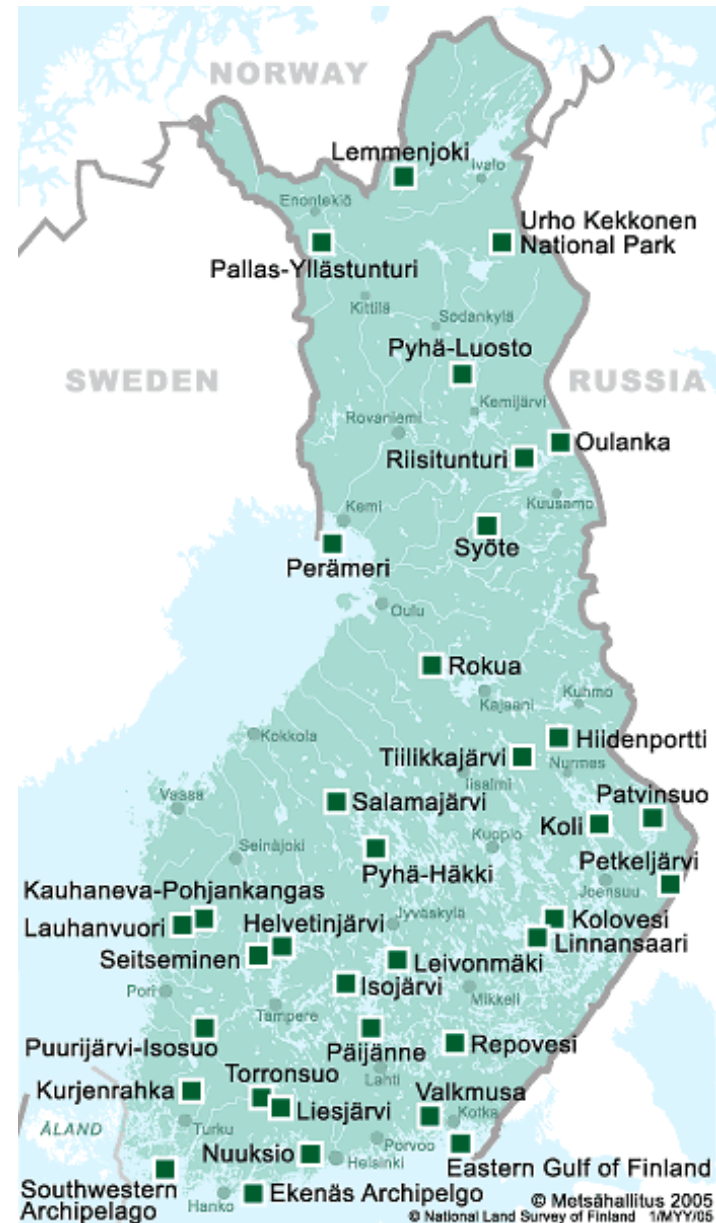 NORWAY
Lemmenjoki
Ivalo
Enontekiö
Urho Kekkonen
National Park
Pallas-Yllästunturi
Kittilä
Sodankylä
Pyhä-Luosto
SWEDEN
RUSSIA
Kemijärvi
Rovaniemi
Oulanka
Riisitunturi
Kuusamo
Kemi
Syöte
Perämeri
Oulu
Rokua
Kajaani
Kuhmo
Kokkola
Hiidenportti
Tiilikkajärvi
Nurmes
Iisalmi
Vaasa
Salamajärvi
Patvinsuo
Koli
Kuopio
Seinäjoki
Pyhä-Häkki
Petkeljärvi
Joensuu
Kauhaneva-Pohjankangas
Lauhanvuori
Helvetinjärvi
Jyväskylä
Kolovesi
Linnansaari
Seitseminen
Leivonmäki
Isojärvi
Pori
Mikkeli
Tampere
Puurijärvi-Isosuo
Päijänne
Repovesi
Lahti
Kurjenrahka
Torronsuo
Liesjärvi
Valkmusa
Kotka
ÅLAND
Turku
Porvoo
Nuuksio
Helsinki
Eastern Gulf of Finland
Southwestern
Archipelago
Hanko
Ekenäs Archipelgo
© Metsähallitus 2005
© National Land Survey of Finland 1/MYY/05